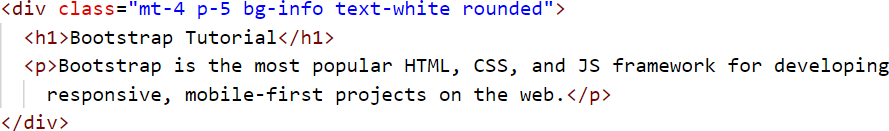 <div class="mt-4 p-5 bg-info text-white rounded">
<h1>Bootstrap Tutorial</h1>
<p>Bootstrap is the most popular HTML, CSS, and JS framework for developing
responsive, mobile-first projects on the web.</p>
</div>